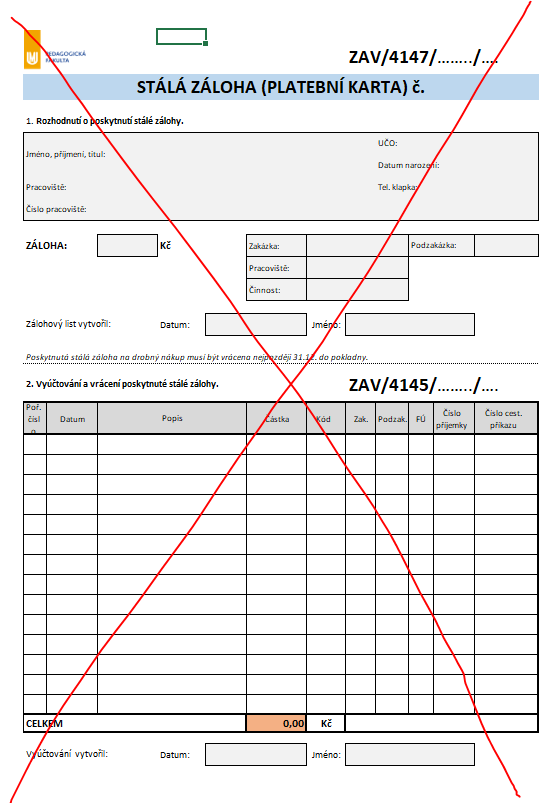 PEDAGOGICKÁ
FAKULTA
ZAV/4147/......../....
STÁLÁ ZÁLOHA (PLATEBNÍ KARTA) č.
1. Rozhodnutí o poskytnutí stálé zálohy.
UČO:
Jméno, příjmení, titul:
Datum narození:
Pracoviště:
Tel. klapka:
Číslo pracoviště:
ZÁLOHA: Kč
Zakázka: Podzakázka:
Pracoviště:
Činnost:
Zálohový list vytvořil: Datum: Jméno:
Poskytnutá stálá záloha na drobný nákup musí být vrácena nejpozději 31.12. do pokladny.
2. Vyúčtování a vrácení poskytnuté stálé zálohy.
ZAV/4145/......../....
Poř. čísl o Datum Popis Částka Kód Zak. Podzak. FÚ Číslo příjemky Číslo cest. příkazu
CELKEM 0,00 Kč
Vyúčtování vytvořil: Datum: Jméno: